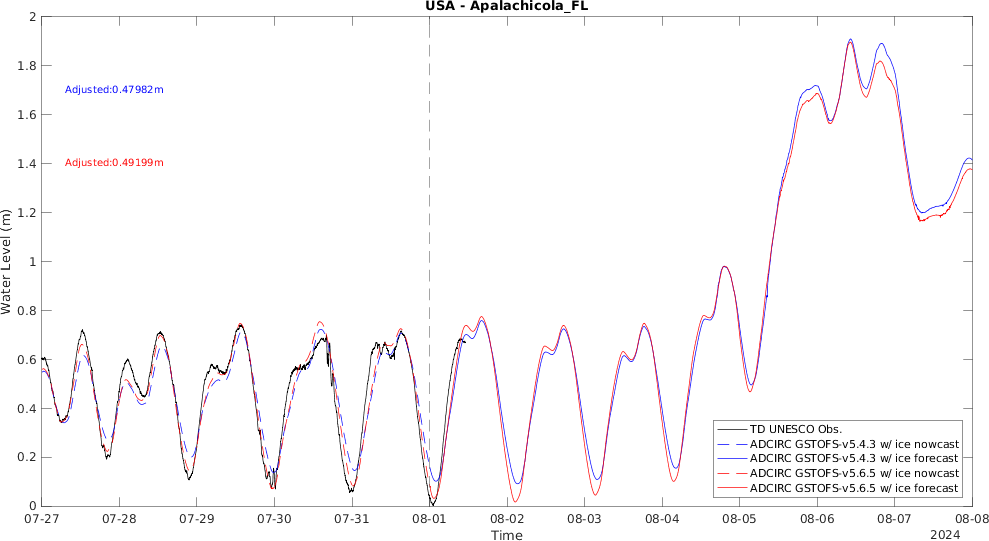 USA - Apalachicola_FL
2
1.8
1.6
1.4
1.2
1
0.8
0.6
0.4
0.2
0
Water Level (m)
Adjusted:0.47982m
Adjusted:0.49199m
TD UNESCO Obs.
ADCIRC GSTOFS-v5.4.3 w/ ice nowcast
ADCIRC GSTOFS-v5.4.3 w/ ice forecast
ADCIRC GSTOFS-v5.6.5 w/ ice nowcast
ADCIRC GSTOFS-v5.6.5 w/ ice forecast
07-27 07-28 07-29 07-30 07-31 08-01 08-02 08-03 08-04 08-05 08-06 08-07 08-08
Time
2024